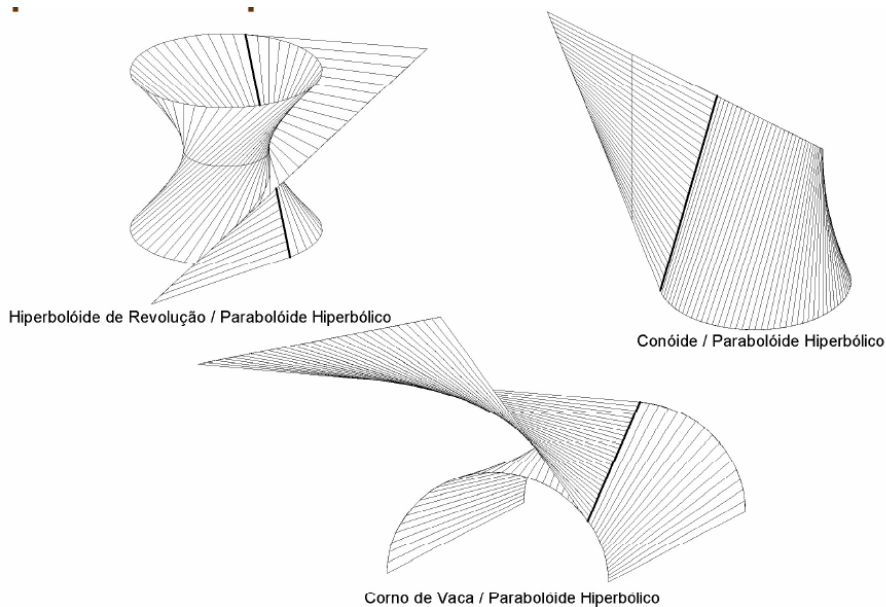 Hiperbolóide de Revolução / Parabolóide Hiperbólico
Conóide / Parabolóide Hiperbólico
Corno de Vaca / Parabolóide Hiperbólico